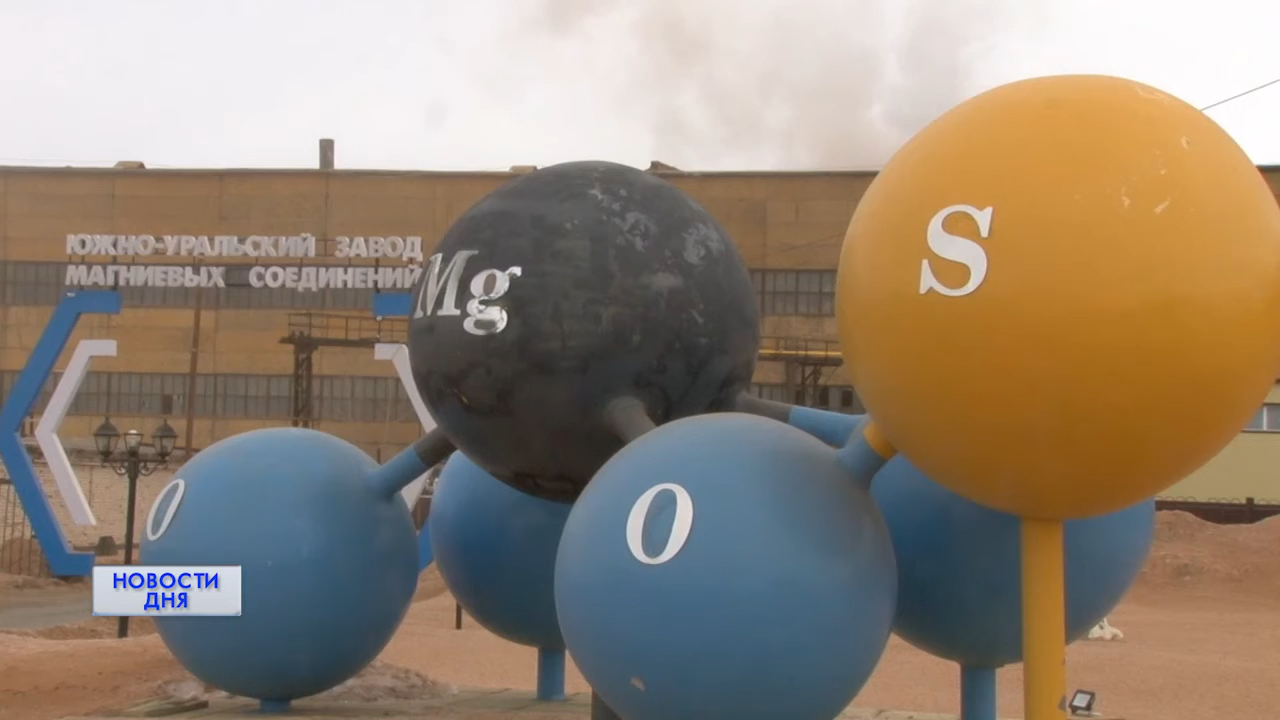 ЮЖНО-УРАЛЬСКИЙ ЗАВОД
МАГНИЕВЫХ СОЕДИНЕНИЙ
Mg
S
O
O
НОВОСТИ
ДНЯ